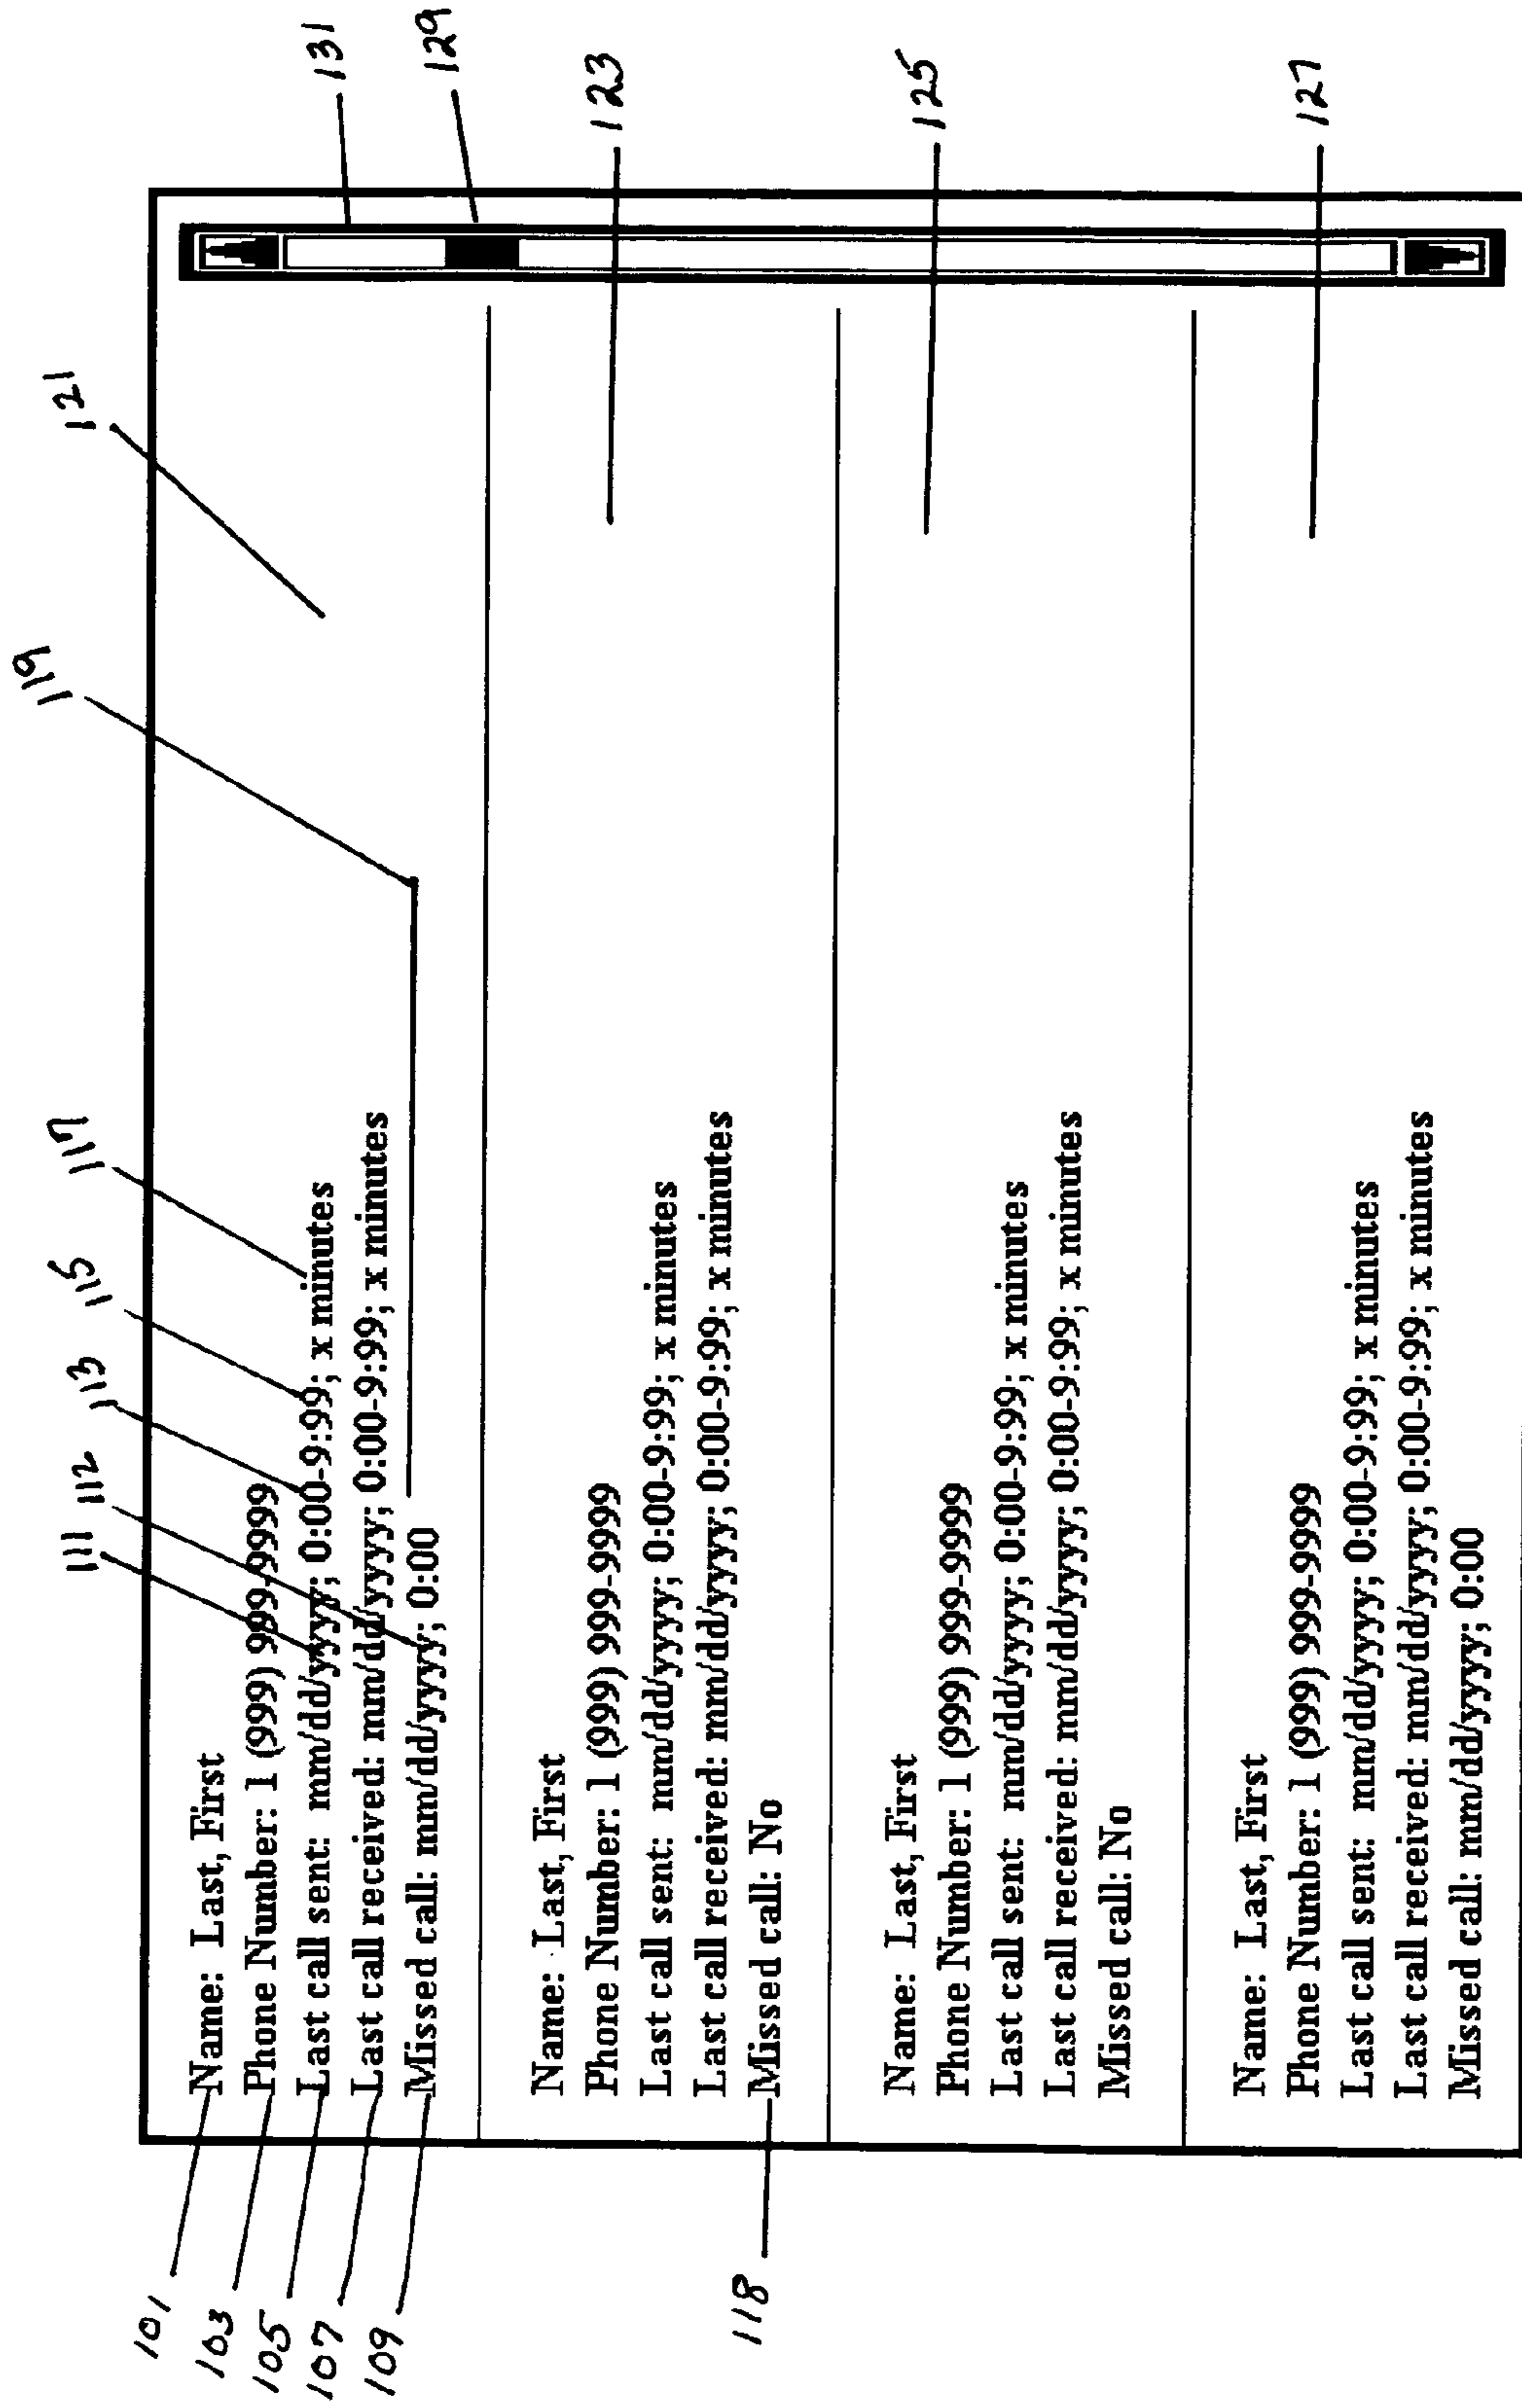 119
121
111 112 113 115 117
131
129
101 Name: Last, First
103 Phone Number: 1 (999) 999-9999
105 Last call sent: mm/dd/yyyy; 0:00-9:99; x minutes
107 Last call received: mm/dd/yyyy; 0:00-9:99; x minutes
109 Missed call: mm/dd/yyyy; 0:00
123
Name: Last, First
Phone Number: 1 (999) 999-9999
Last call sent: mm/dd/yyyy; 0:00-9:99; x minutes
Last call received: mm/dd/yyyy; 0:00-9:99; x minutes
118 Missed call: No
125
Name: Last, First
Phone Number: 1 (999) 999-9999
Last call sent: mm/dd/yyyy; 0:00-9:99; x minutes
Last call received: mm/dd/yyyy; 0:00-9:99; x minutes
Missed call: No
127
Name: Last, First
Phone Number: 1 (999) 999-9999
Last call sent: mm/dd/yyyy; 0:00-9:99; x minutes
Last call received: mm/dd/yyyy; 0:00-9:99; x minutes
Missed call: mm/dd/yyyy; 0:00